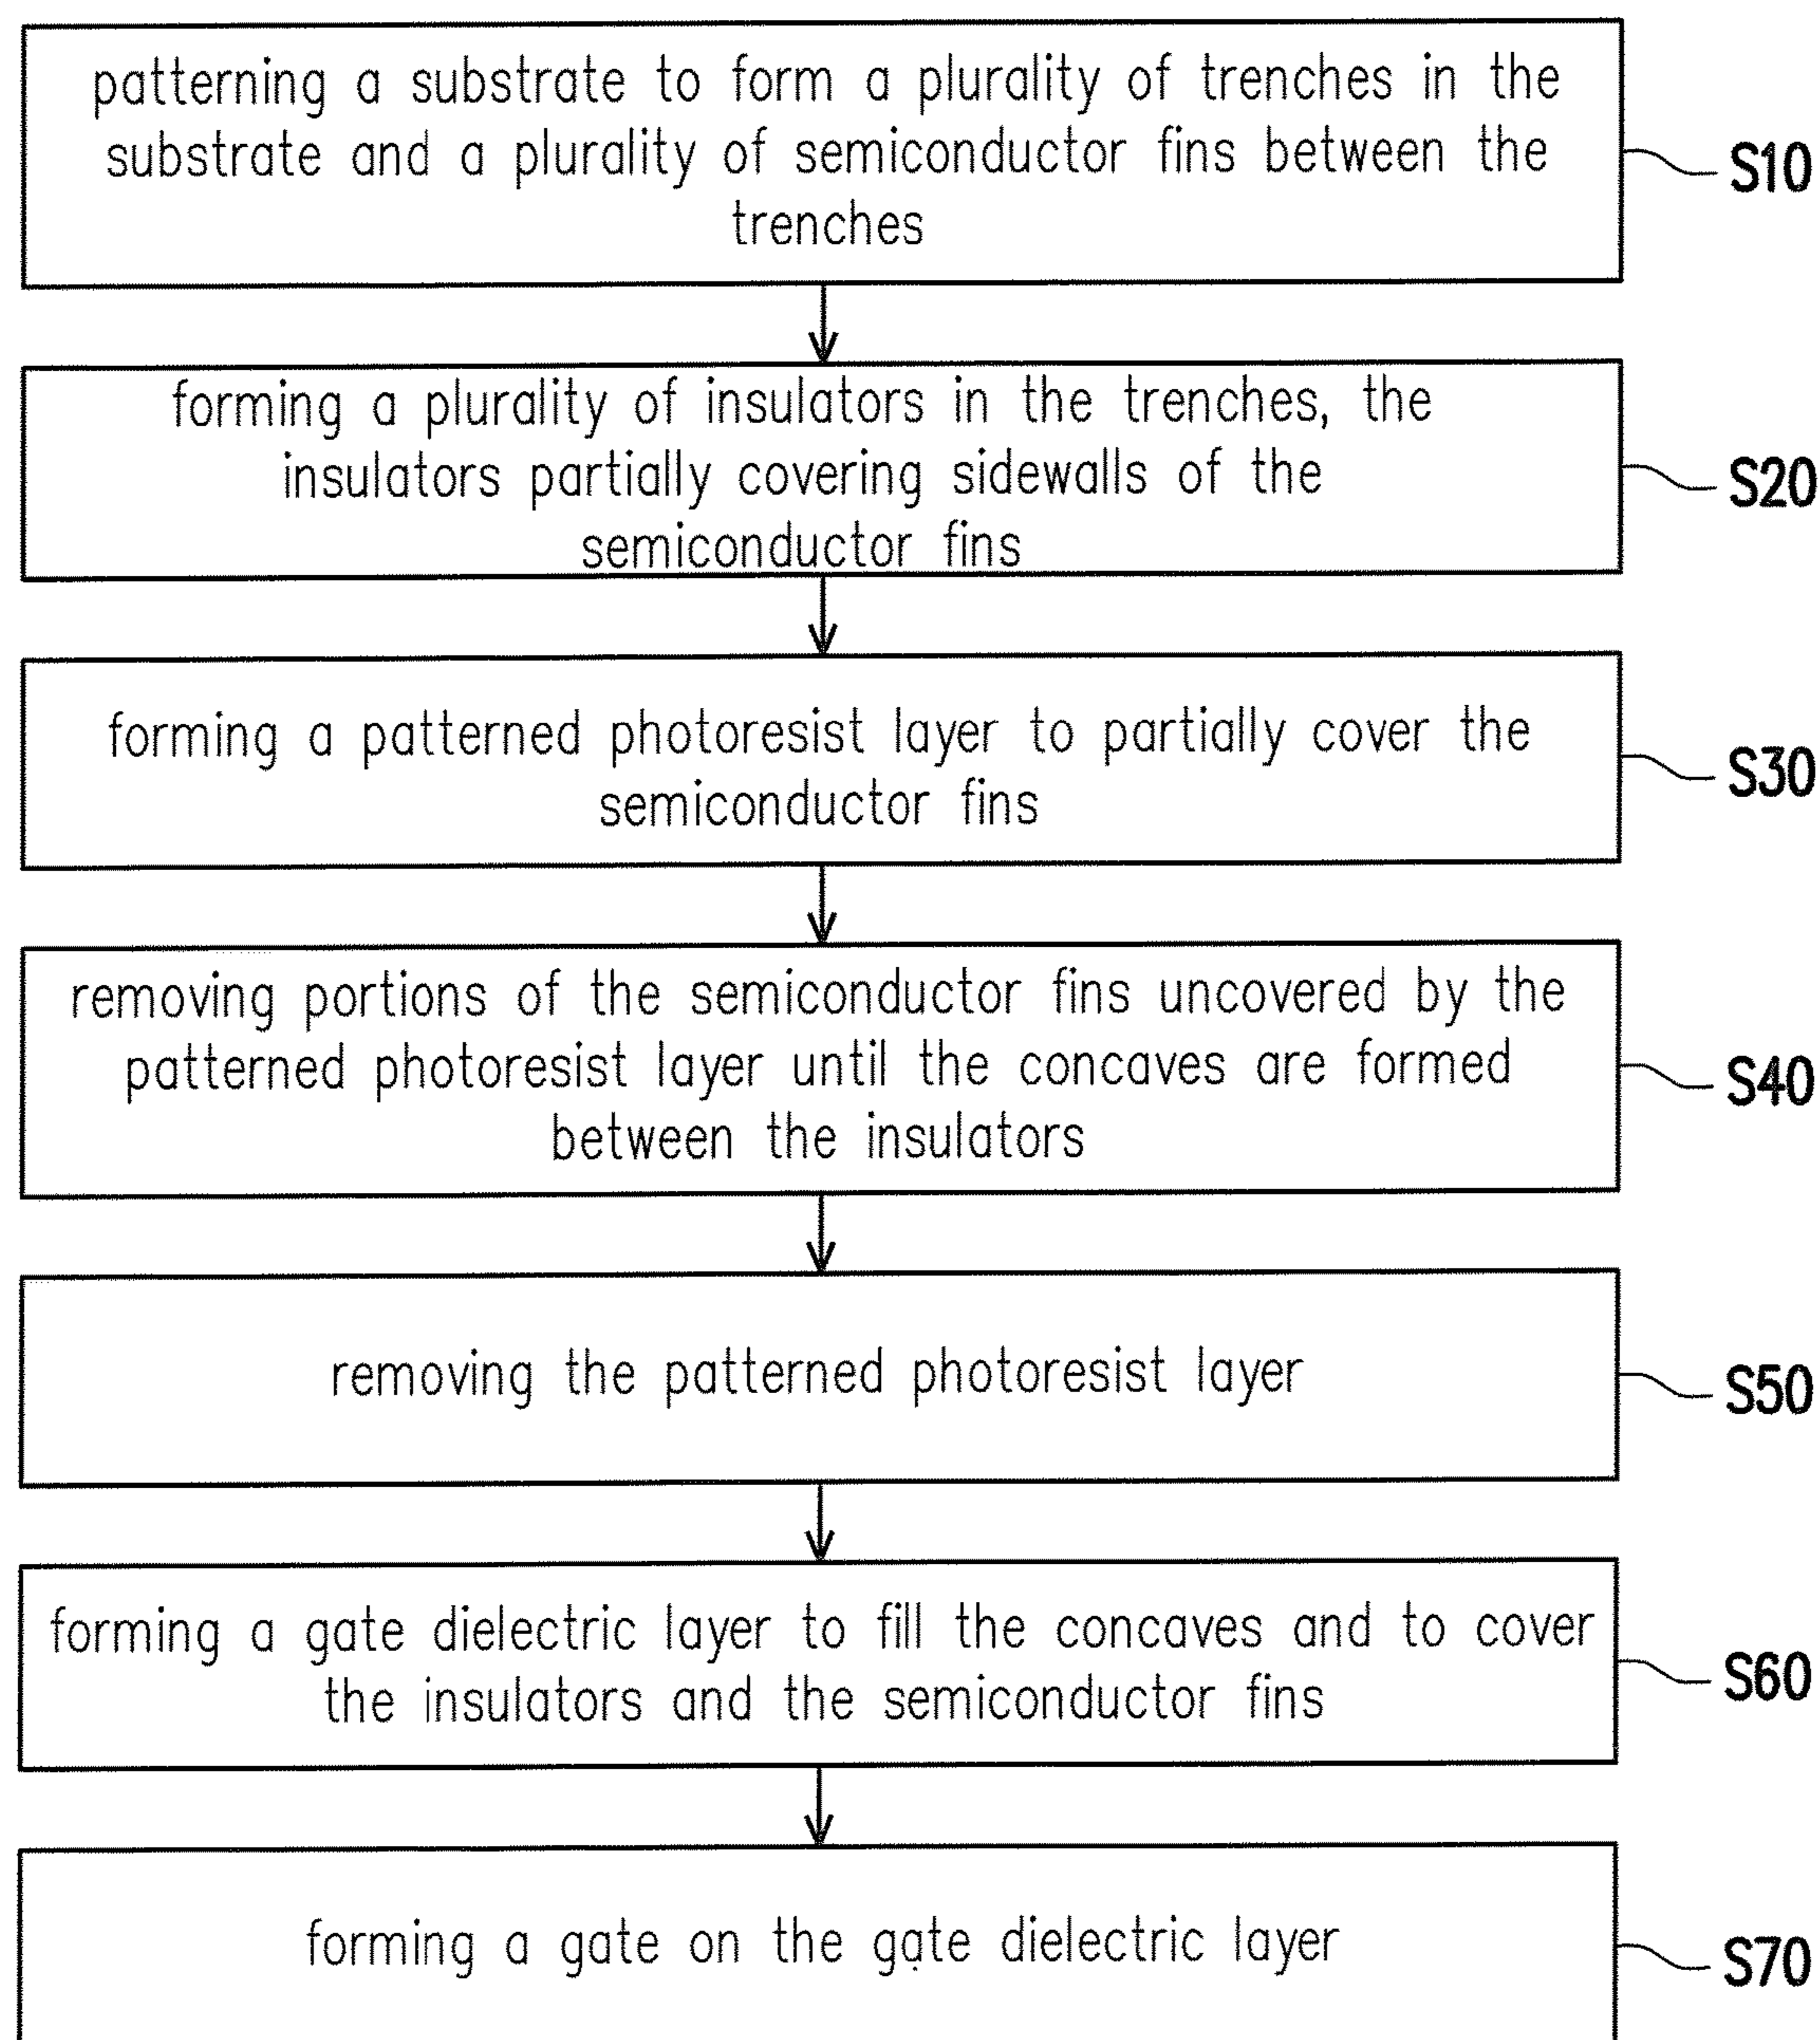 patterning a substrate to form a plurality of trenches in the
substrate and a plurality of semiconductor fins between the
trenches
S10
forming a plurality of insulators in the trenches, the
insulators partially covering sidewalls of the
semiconductor fins
S20
forming a patterned photoresist layer to partially cover the
semiconductor fins
S30
removing portions of the semiconductor fins uncovered by the
patterned photoresist layer until the concaves are formed
between the insulators
S40
removing the patterned photoresist layer
S50
forming a gate dielectric layer to fill the concaves and to cover
the insulators and the semiconductor fins
S60
forming a gate on the gate dielectric layer
S70